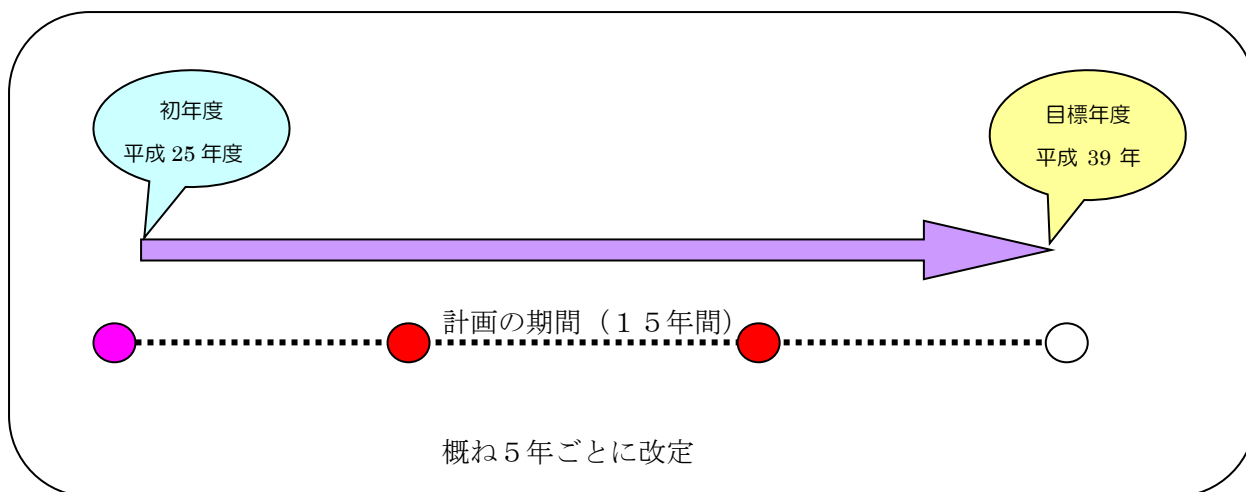 初年度
平成 25 年度
目標年度
平成 39 年
計画の期間（１５年間）
概ね５年ごとに改定